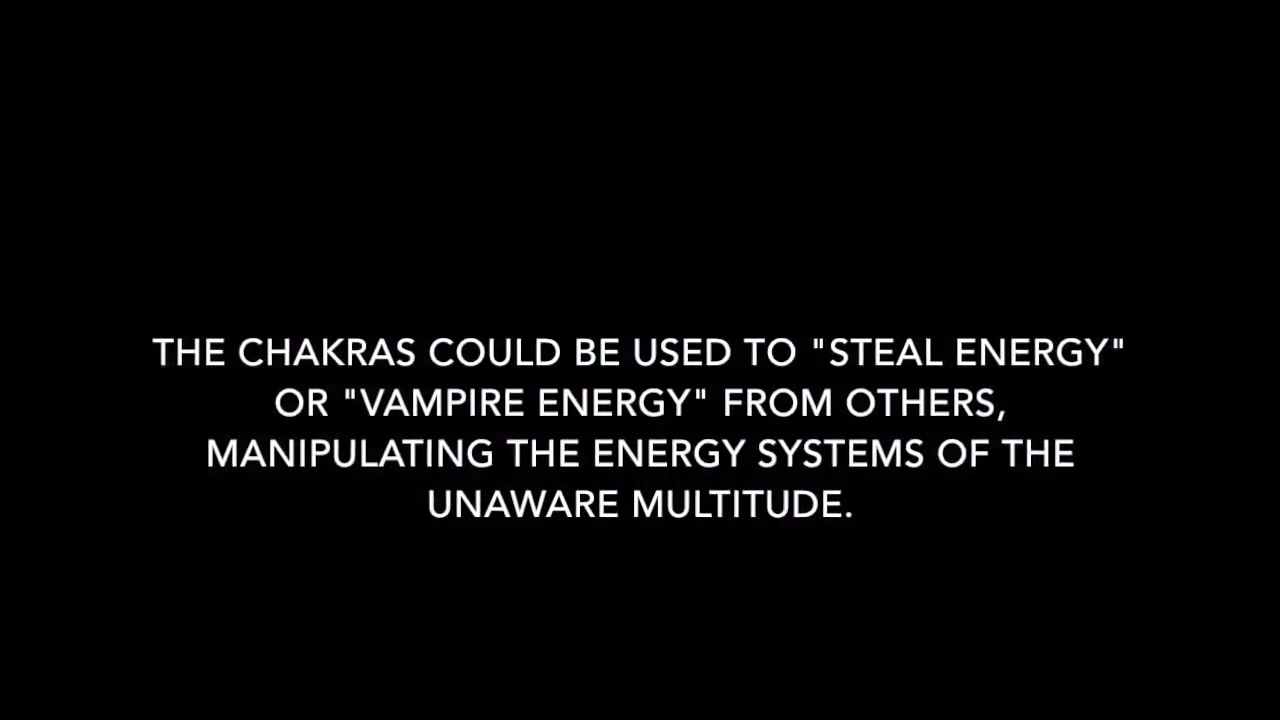 THE CHAKRAS COULD BE USED TO "STEAL ENERGY"
OR "VAMPIRE ENERGY" FROM OTHERS,
MANIPULATING THE ENERGY SYSTEMS OF THE
UNAWARE MULTITUDE.